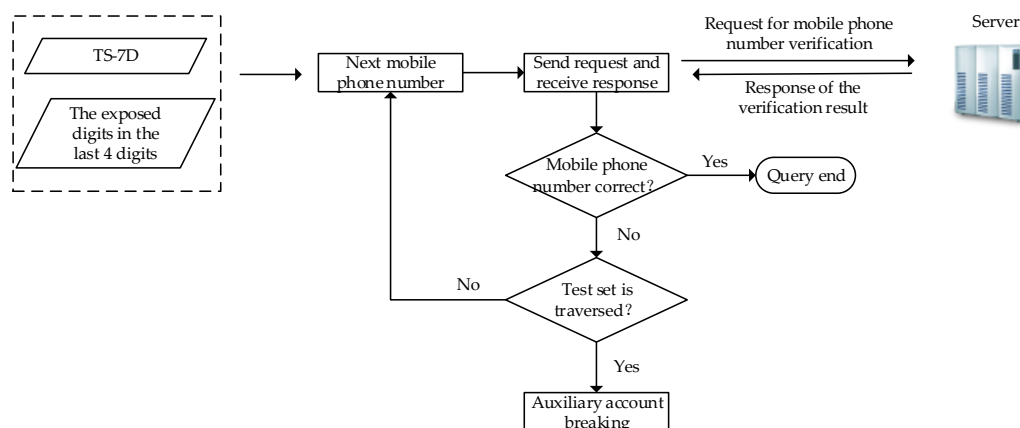 TS-7D
The exposed
digits in the
last 4 digits
Next mobile
phone number
Send request and
receive response
Request for mobile phone
number verification
Response of the
verification result
Server
Mobile phone
number correct?
Yes
Query end
No
Test set is
traversed?
No
Yes
Auxiliary account
breaking